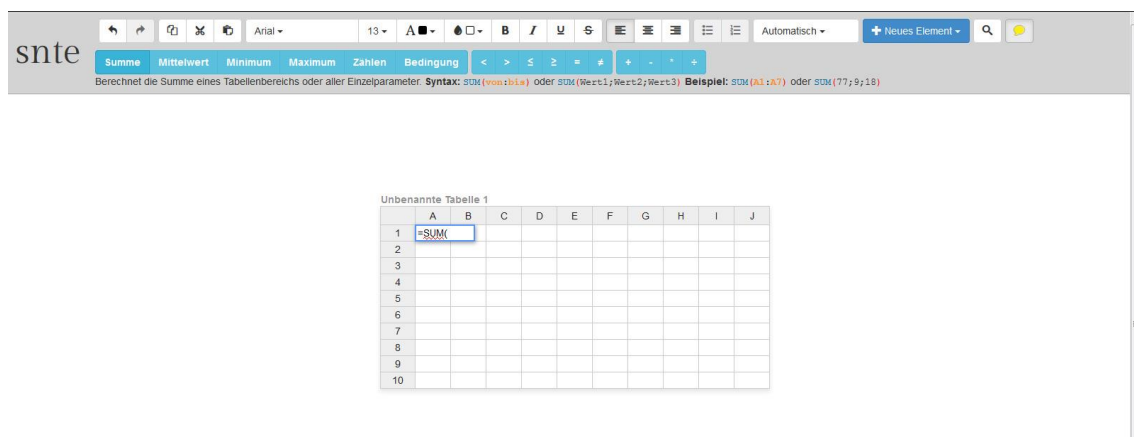 snte
Arial 13 A B I U S Automatisch + Neues Element
Summe Mittelwert Minimum Maximum Zählen Bedingung < > ≤ ≥ = ≠ + - * ÷
Berechnet die Summe eines Tabellenbereichs oder aller Einzelparameter. Syntax: SUM(von:bis) oder SUM(Wert1;Wert2;Wert3) Beispiel: SUM(A1:A7) oder SUM(77;9;18)
Unbenannte Tabelle 1
A B C D E F G H I J
1 =SUM(
2
3
4
5
6
7
8
9
10